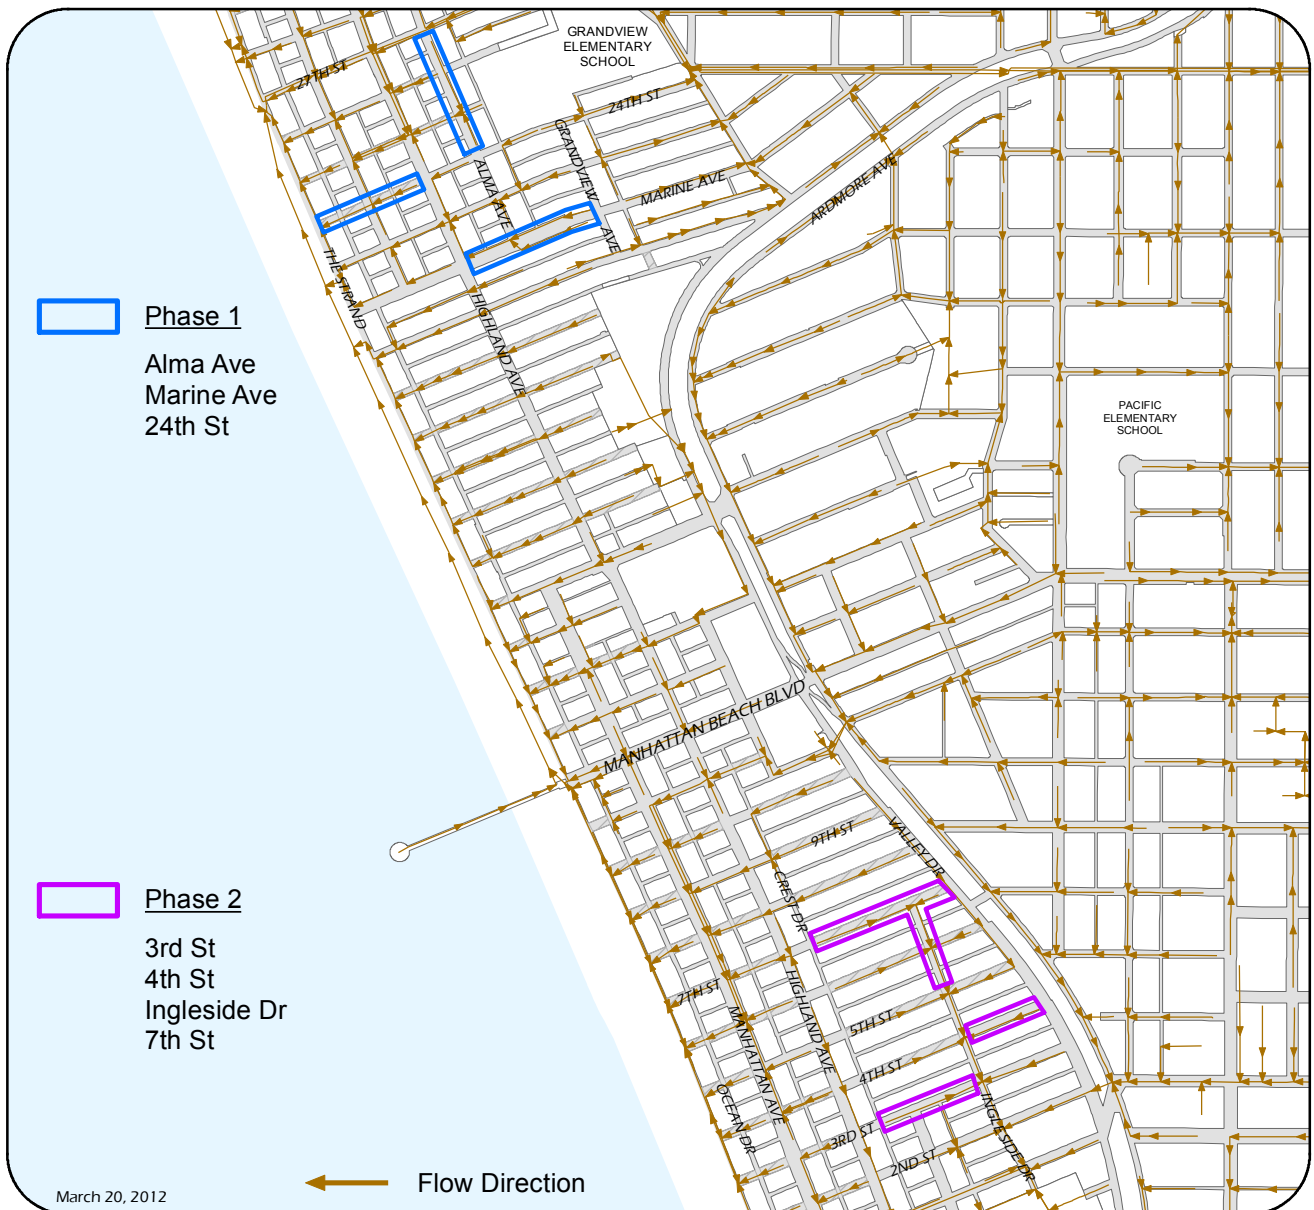 GRANDVIEW
ELEMENTARY
SCHOOL
27TH ST
24TH ST
GRANDVIEW AVE
ALMA AVE
MARINE AVE
ARDMORE AVE
THE STRAND
HIGHLAND AVE
Phase 1
Alma Ave
Marine Ave
24th St
PACIFIC
ELEMENTARY
SCHOOL
MANHATTAN BEACH BLVD
9TH ST
VALLEY DR
CREST DR
Phase 2
3rd St
4th St
Ingleside Dr
7th St
7TH ST
HIGHLAND AVE
MANHATTAN AVE
5TH ST
4TH ST
OCEAN DR
3RD ST
2ND ST
INGLESIDE DR
Flow Direction
March 20, 2012